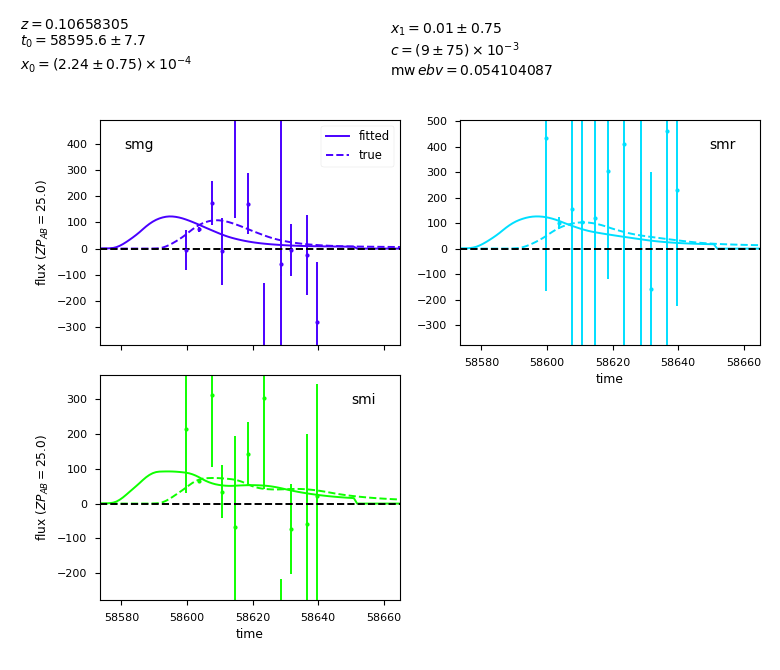 z = 0.10658305
t₀ = 58595.6 ± 7.7
x₀ = (2.24 ± 0.75) × 10⁻⁴
x₁ = 0.01 ± 0.75
c = (9 ± 75) × 10⁻³
mw ebv = 0.054104087
smg
fitted
true
400
300
200
100
0
−100
−200
−300
flux (ZP_AB = 25.0)
smr
500
400
300
200
100
0
−100
−200
−300
58580 58600 58620 58640 58660
time
smi
300
200
100
0
−100
−200
flux (ZP_AB = 25.0)
58580 58600 58620 58640 58660
time